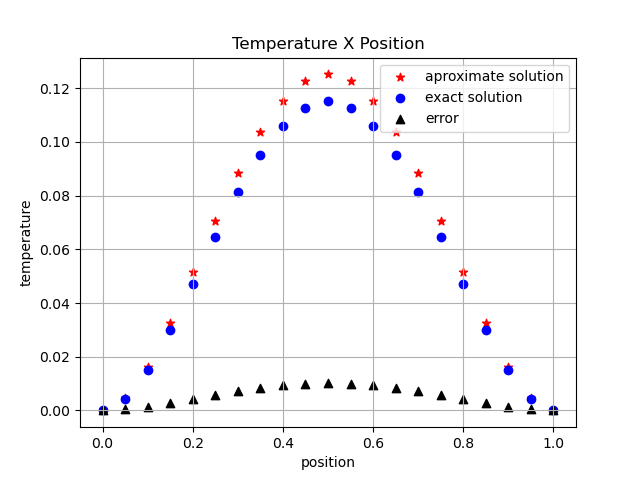 Temperature X Position
aproximate solution
exact solution
error
temperature
0.12
0.10
0.08
0.06
0.04
0.02
0.00
0.0 0.2 0.4 0.6 0.8 1.0
position